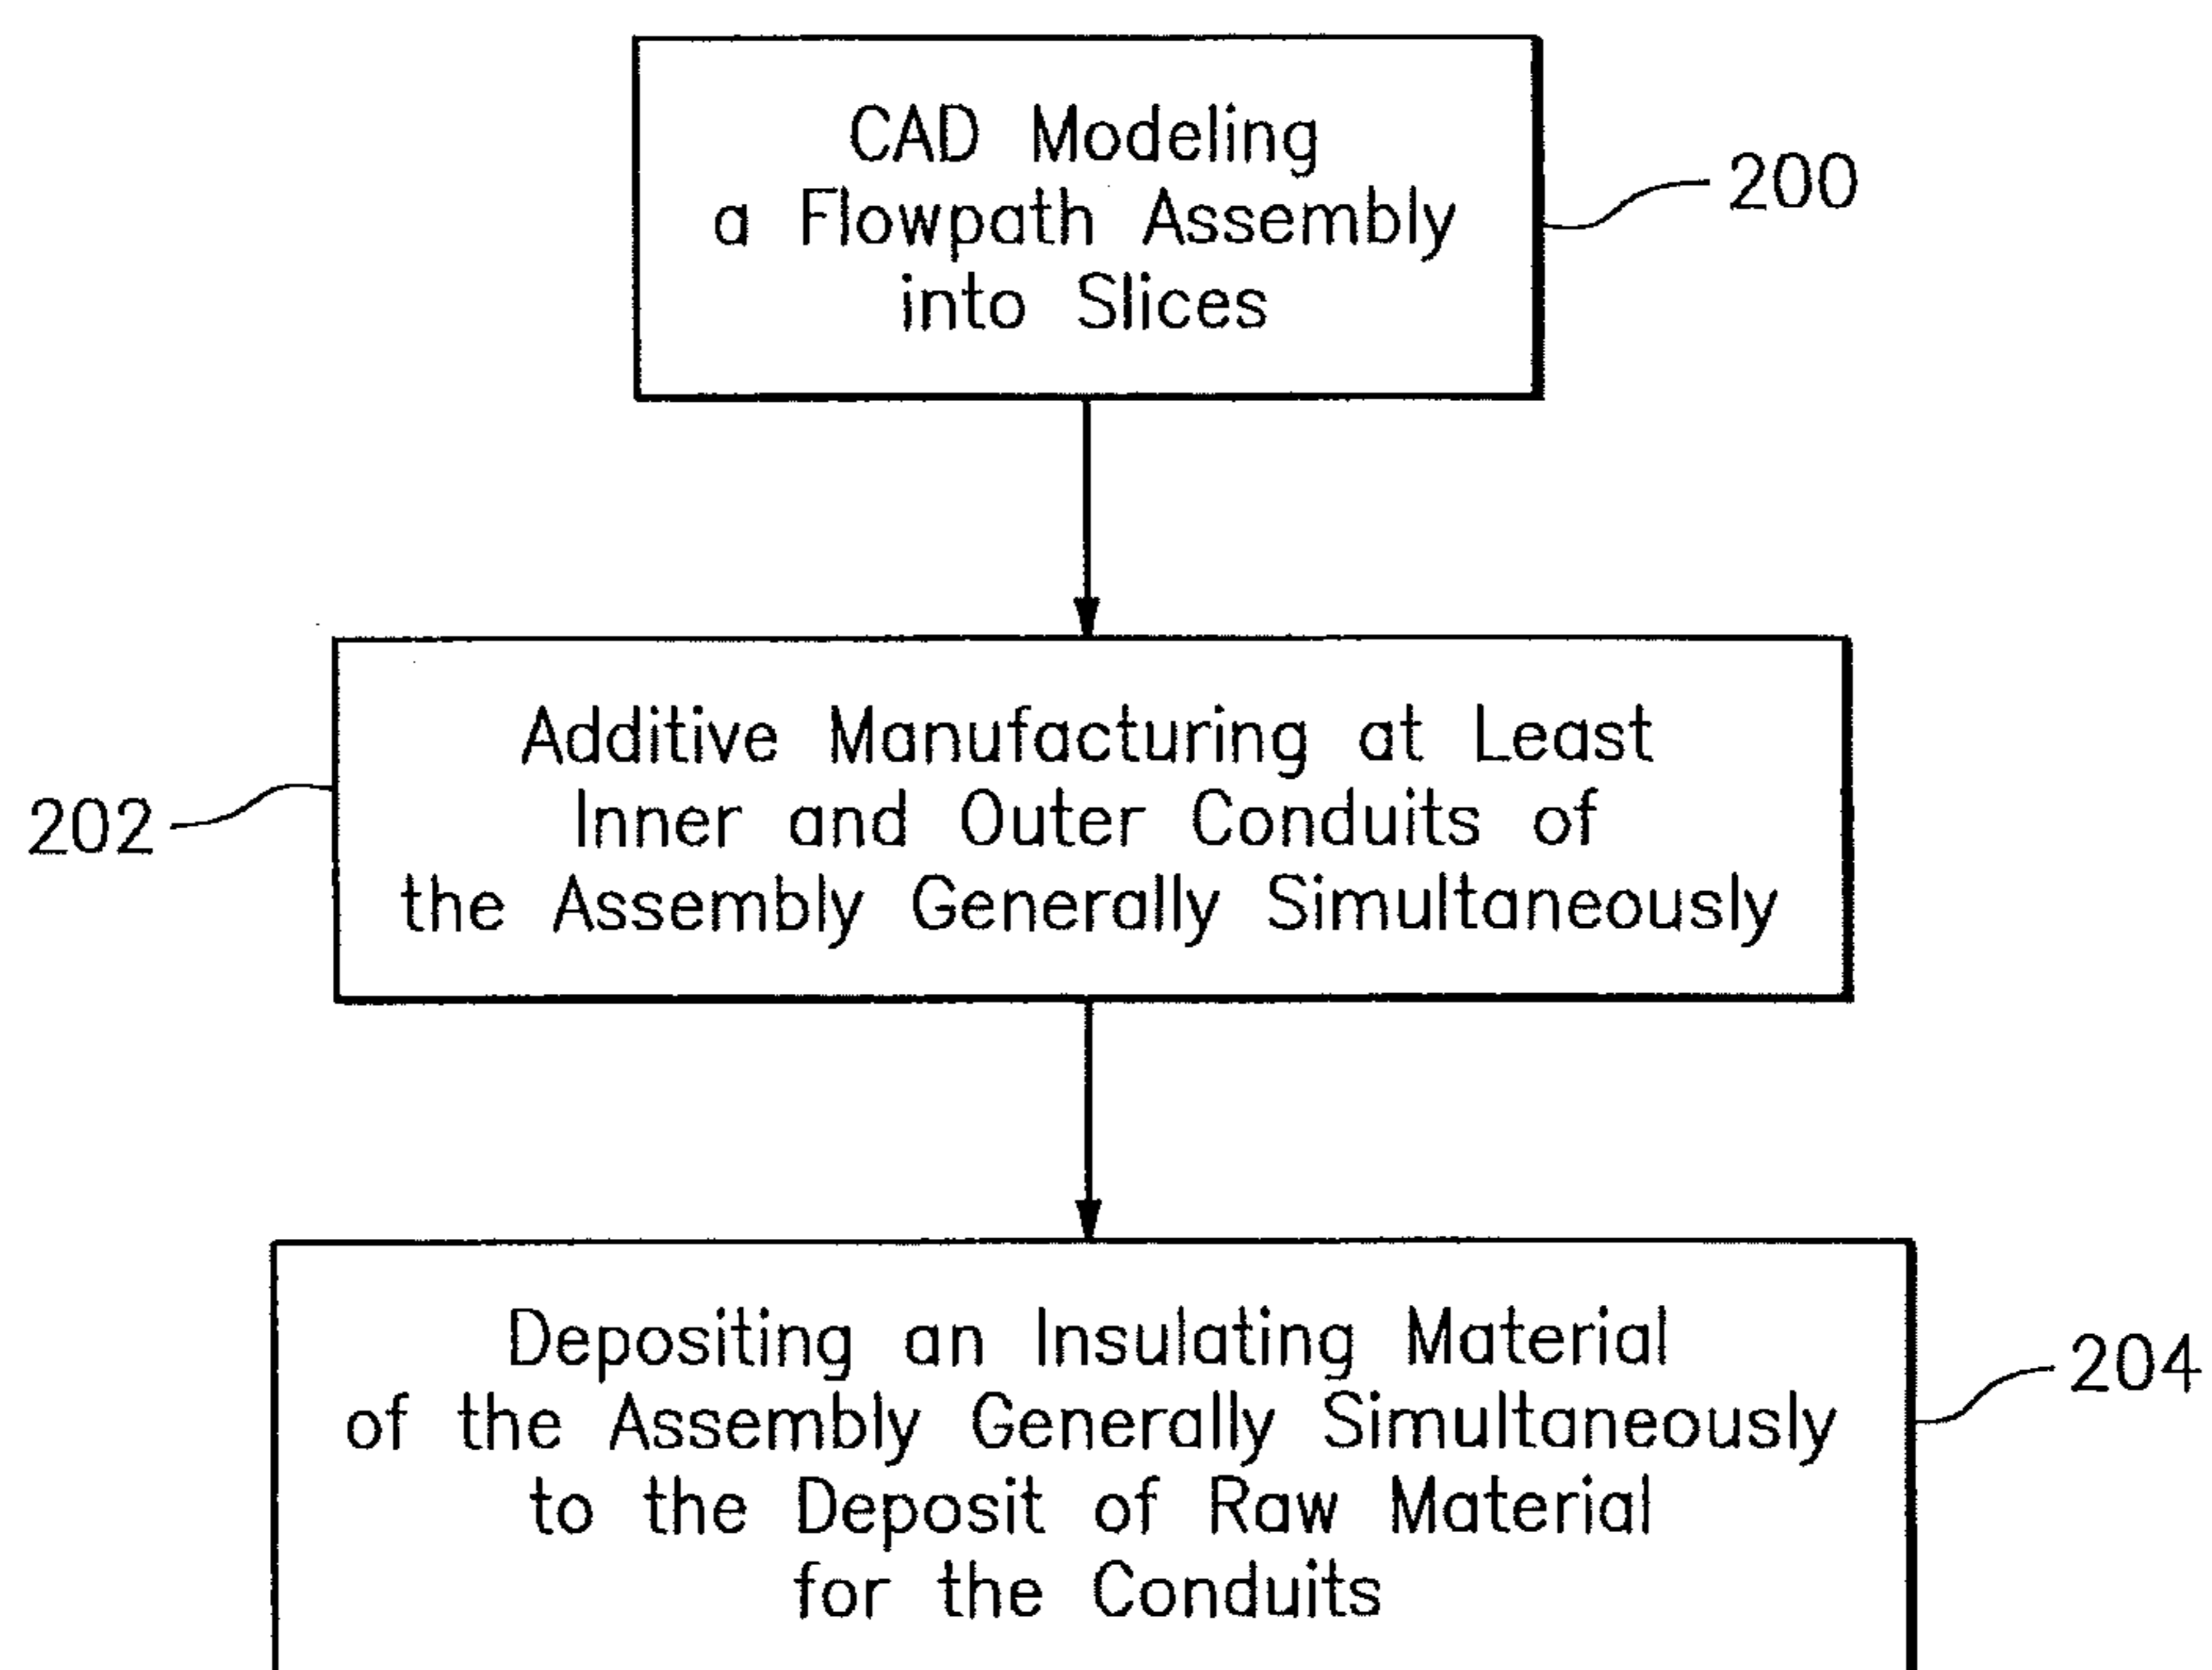 CAD Modeling
a Flowpath Assembly
into Slices
200
Additive Manufacturing at Least
Inner and Outer Conduits of
the Assembly Generally Simultaneously
202
Depositing an Insulating Material
of the Assembly Generally Simultaneously
to the Deposit of Raw Material
for the Conduits
204